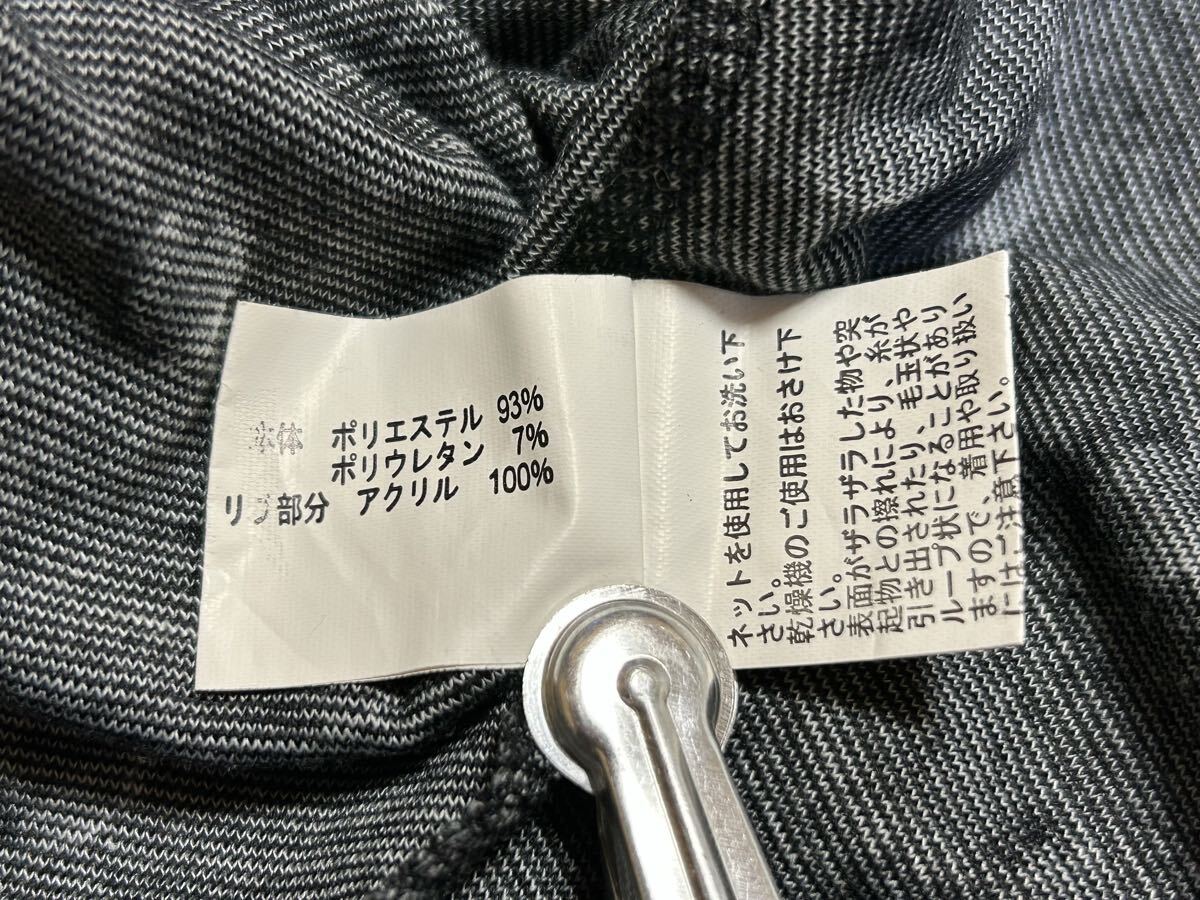 体 ポリエステル 93%
ポリウレタン 7%
部分 アクリル 100%
ネットを使用してお洗い下
さい。
乾燥機のご使用はおさけ下
さい。
表面がザラザラした物や突
起物との擦れにより、糸が
引き出されたり、毛玉状や
ループ状になることがあり
ますので、着用や取り扱い
にはご注意下さい。